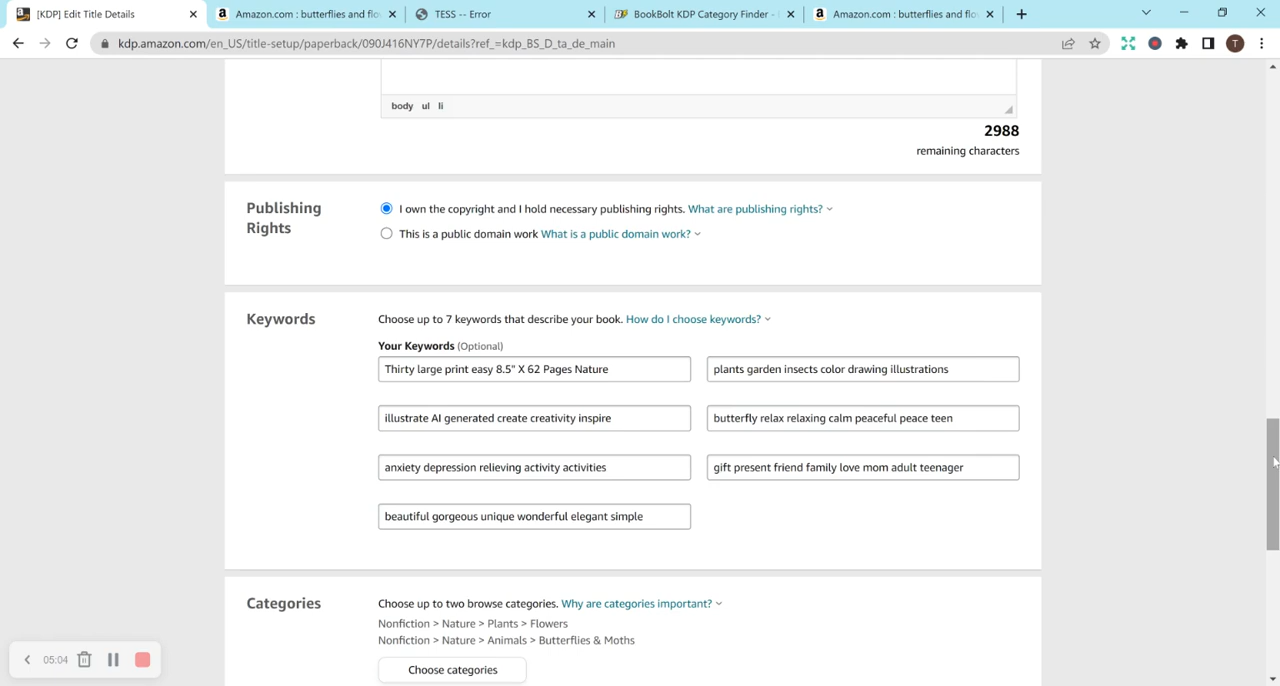 [KDP] Edit Title Details
Amazon.com : butterflies and flo
TESS -- Error
BookBolt KDP Category Finder -
Amazon.com : butterflies and flo
kdp.amazon.com/en_US/title-setup/paperback/090J416NY7P/details?ref_=kdp_BS_D_ta_de_main
T
body ul li
2988
remaining characters
Publishing Rights
I own the copyright and I hold necessary publishing rights. What are publishing rights?
This is a public domain work What is a public domain work?
Keywords
Choose up to 7 keywords that describe your book. How do I choose keywords?
Your Keywords (Optional)
Thirty large print easy 8.5" X 62 Pages Nature
plants garden insects color drawing illustrations
illustrate AI generated create creativity inspire
butterfly relax relaxing calm peaceful peace teen
anxiety depression relieving activity activities
gift present friend family love mom adult teenager
beautiful gorgeous unique wonderful elegant simple
Categories
Choose up to two browse categories. Why are categories important?
Nonfiction > Nature > Plants > Flowers
Nonfiction > Nature > Animals > Butterflies & Moths
Choose categories
05:04